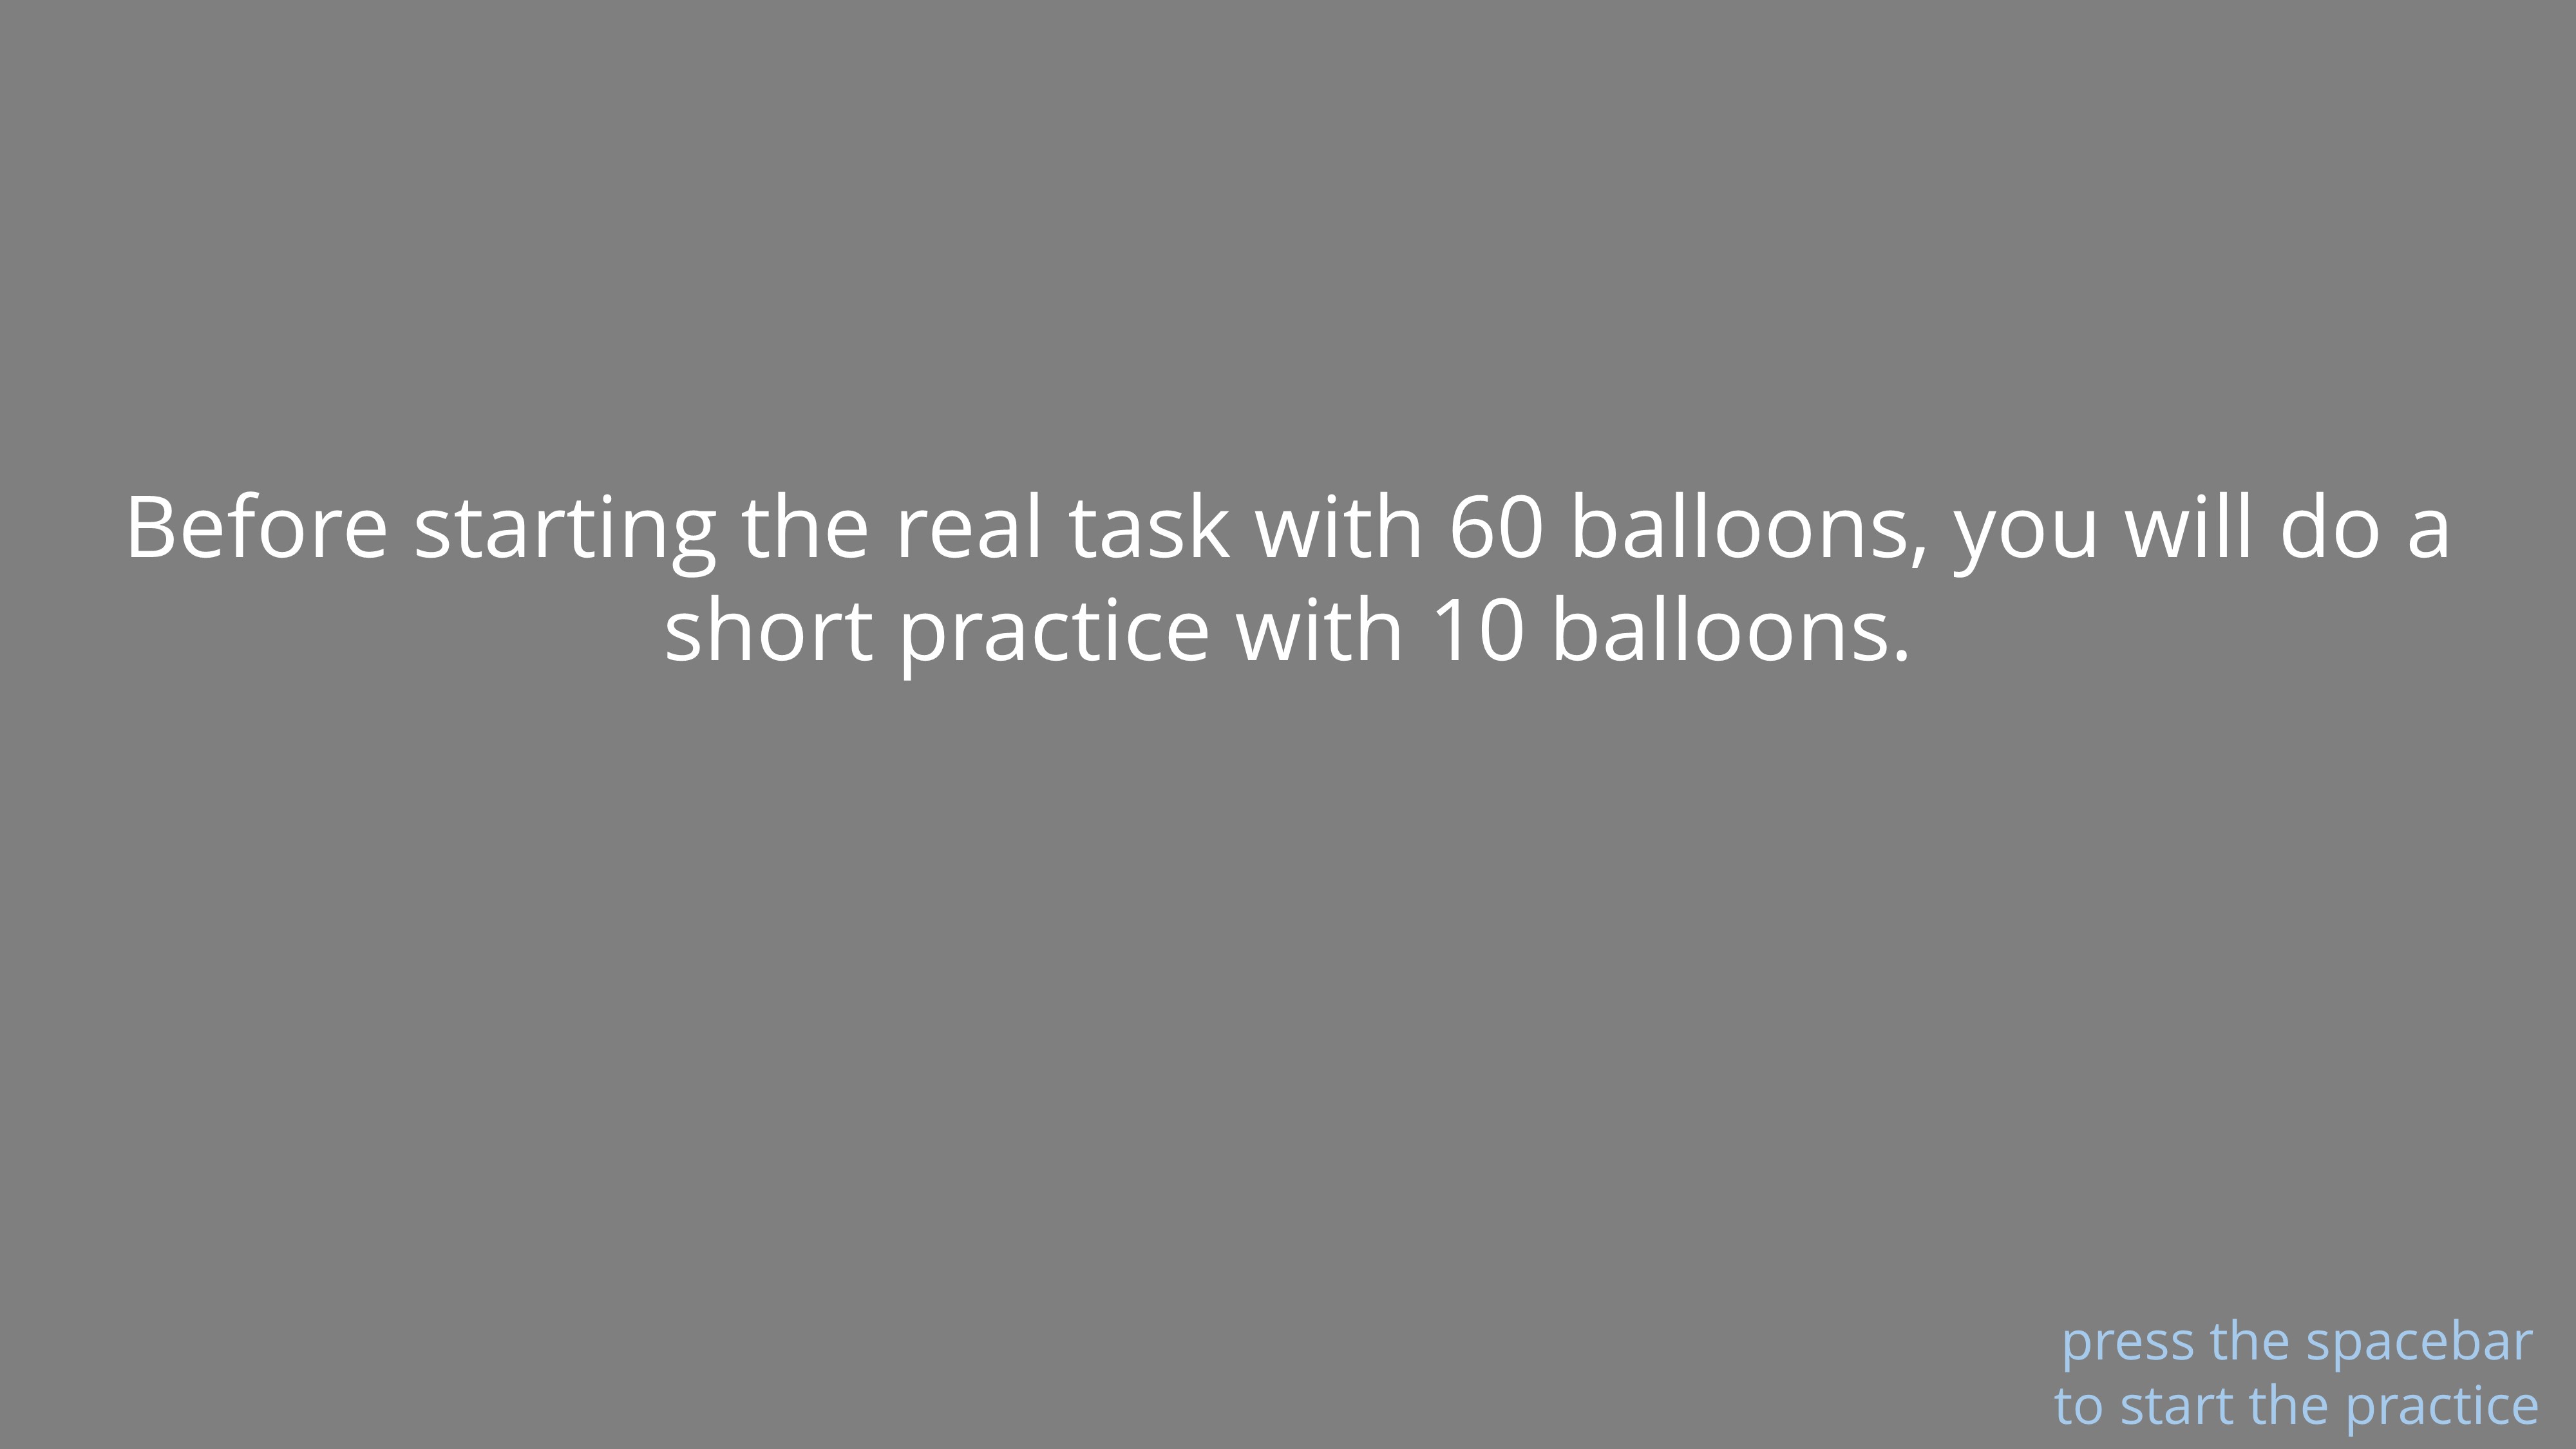 Before starting the real task with 60 balloons, you will do a
short practice with 10 balloons.
press the spacebar
to start the practice